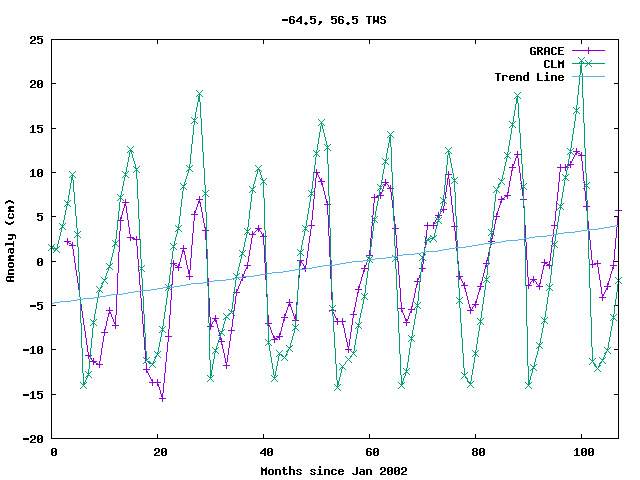 -64.5, 56.5 TWS
GRACE
CLM
Trend Line
25
20
15
10
5
0
-5
-10
-15
-20
Anomaly (cm)
0 20 40 60 80 100
Months since Jan 2002